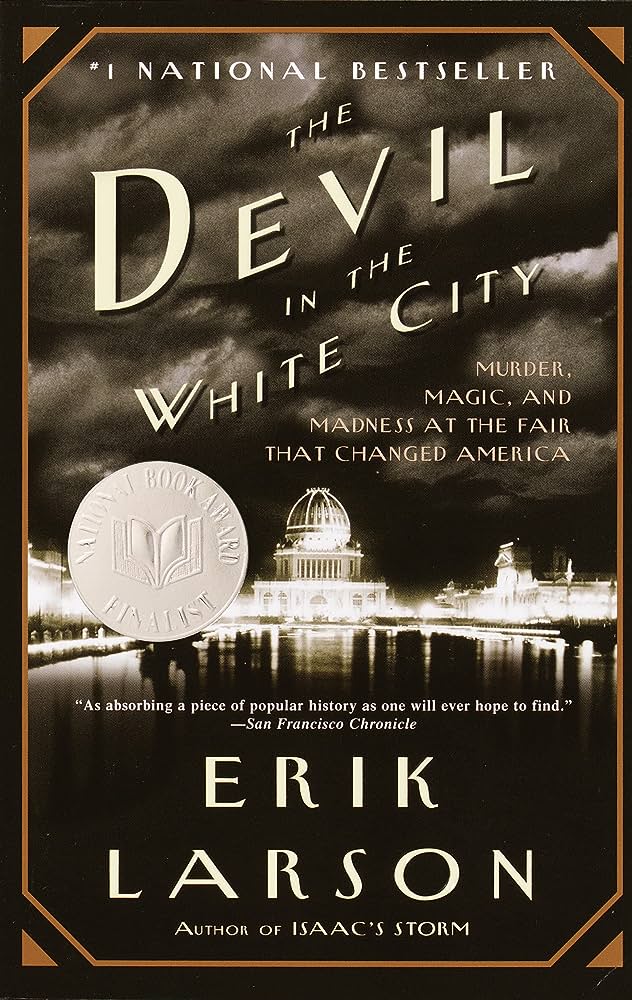 #1 NATIONAL BESTSELLER
THE
DEVIL
IN THE
WHITE CITY
MURDER,
MAGIC, AND
MADNESS AT THE FAIR
THAT CHANGED AMERICA
NATIONAL BOOK AWARD
FINALIST
“As absorbing a piece of popular history as one will ever hope to find.”
—San Francisco Chronicle
ERIK
LARSON
AUTHOR OF ISAAC'S STORM